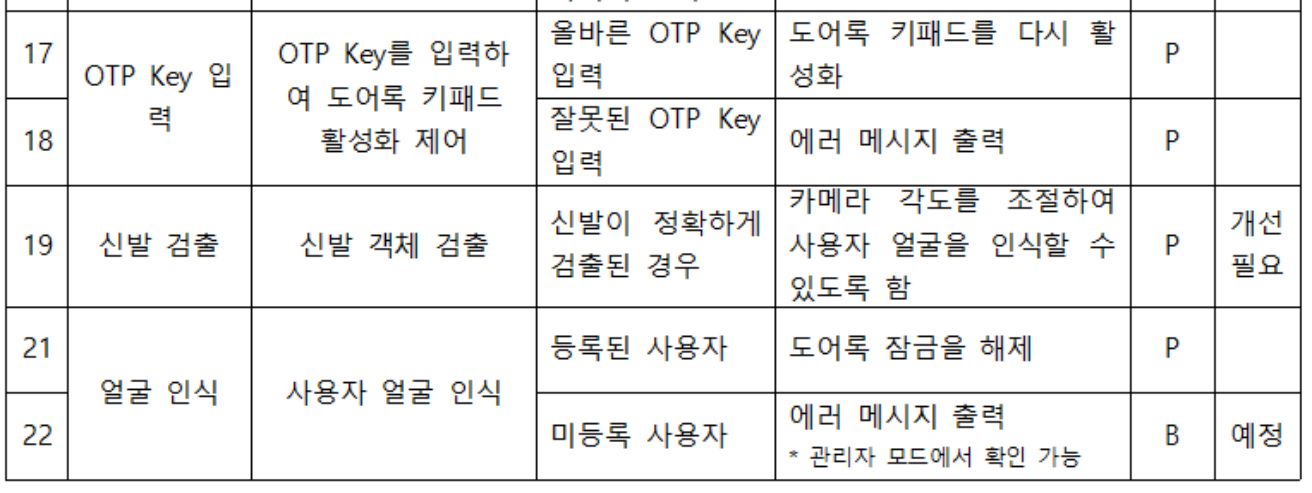 17
OTP Key 입
력
OTP Key를 입력하
여 도어록 키패드
활성화 제어
올바른 OTP Key
입력
도어록 키패드를 다시 활
성화
P
18
잘못된 OTP Key
입력
에러 메시지 출력
P
19
신발 검출
신발 객체 검출
신발이 정확하게
검출된 경우
카메라 각도를 조절하여
사용자 얼굴을 인식할 수
있도록 함
P
개선
필요
21
얼굴 인식
사용자 얼굴 인식
등록된 사용자
도어록 잠금을 해제
P
22
미등록 사용자
에러 메시지 출력
* 관리자 모드에서 확인 가능
B
예정